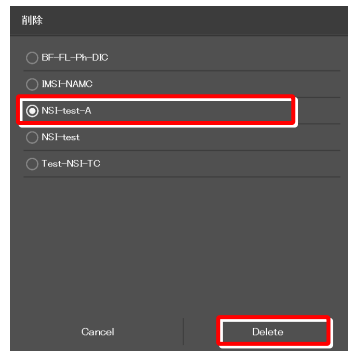 削除
BF-FL-Ph-DIC
IMSI-NAMC
NSI-test-A
NSI-test
Test-NSI-TC
Cancel
Delete